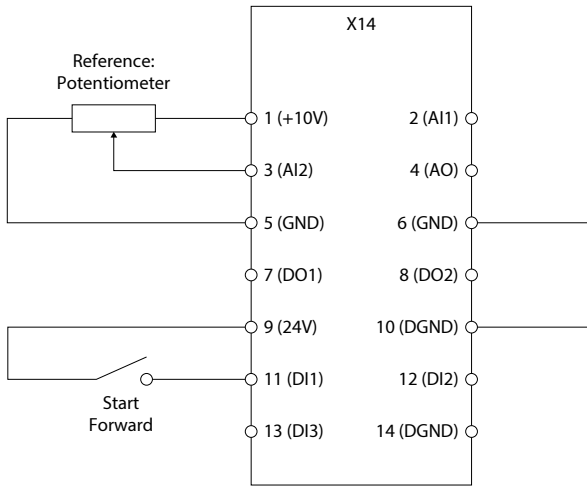 X14
Reference:
Potentiometer
1 (+10V)
2 (AI1)
3 (AI2)
4 (AO)
5 (GND)
6 (GND)
7 (DO1)
8 (DO2)
9 (24V)
10 (DGND)
11 (DI1)
12 (DI2)
Start
Forward
13 (DI3)
14 (DGND)